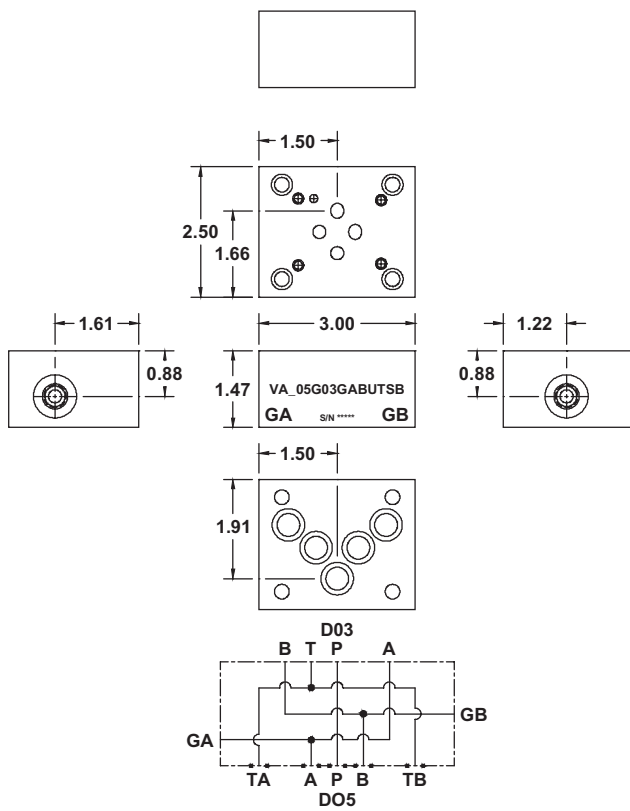 1.50
2.50
1.66
1.61
3.00
1.22
0.88
1.47
VA_05G03GABUTSB
GA S/N ***** GB
0.88
1.50
1.91
D03
B T P A
GB
GA
TA A P B TB
DO5